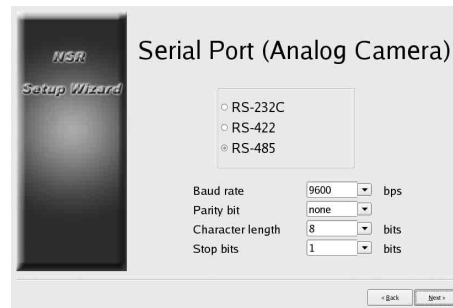 NSR
Setup Wizard
Serial Port (Analog Camera)
RS-232C
RS-422
RS-485
Baud rate 9600 bps
Parity bit none
Character length 8 bits
Stop bits 1 bits
< Back Next >